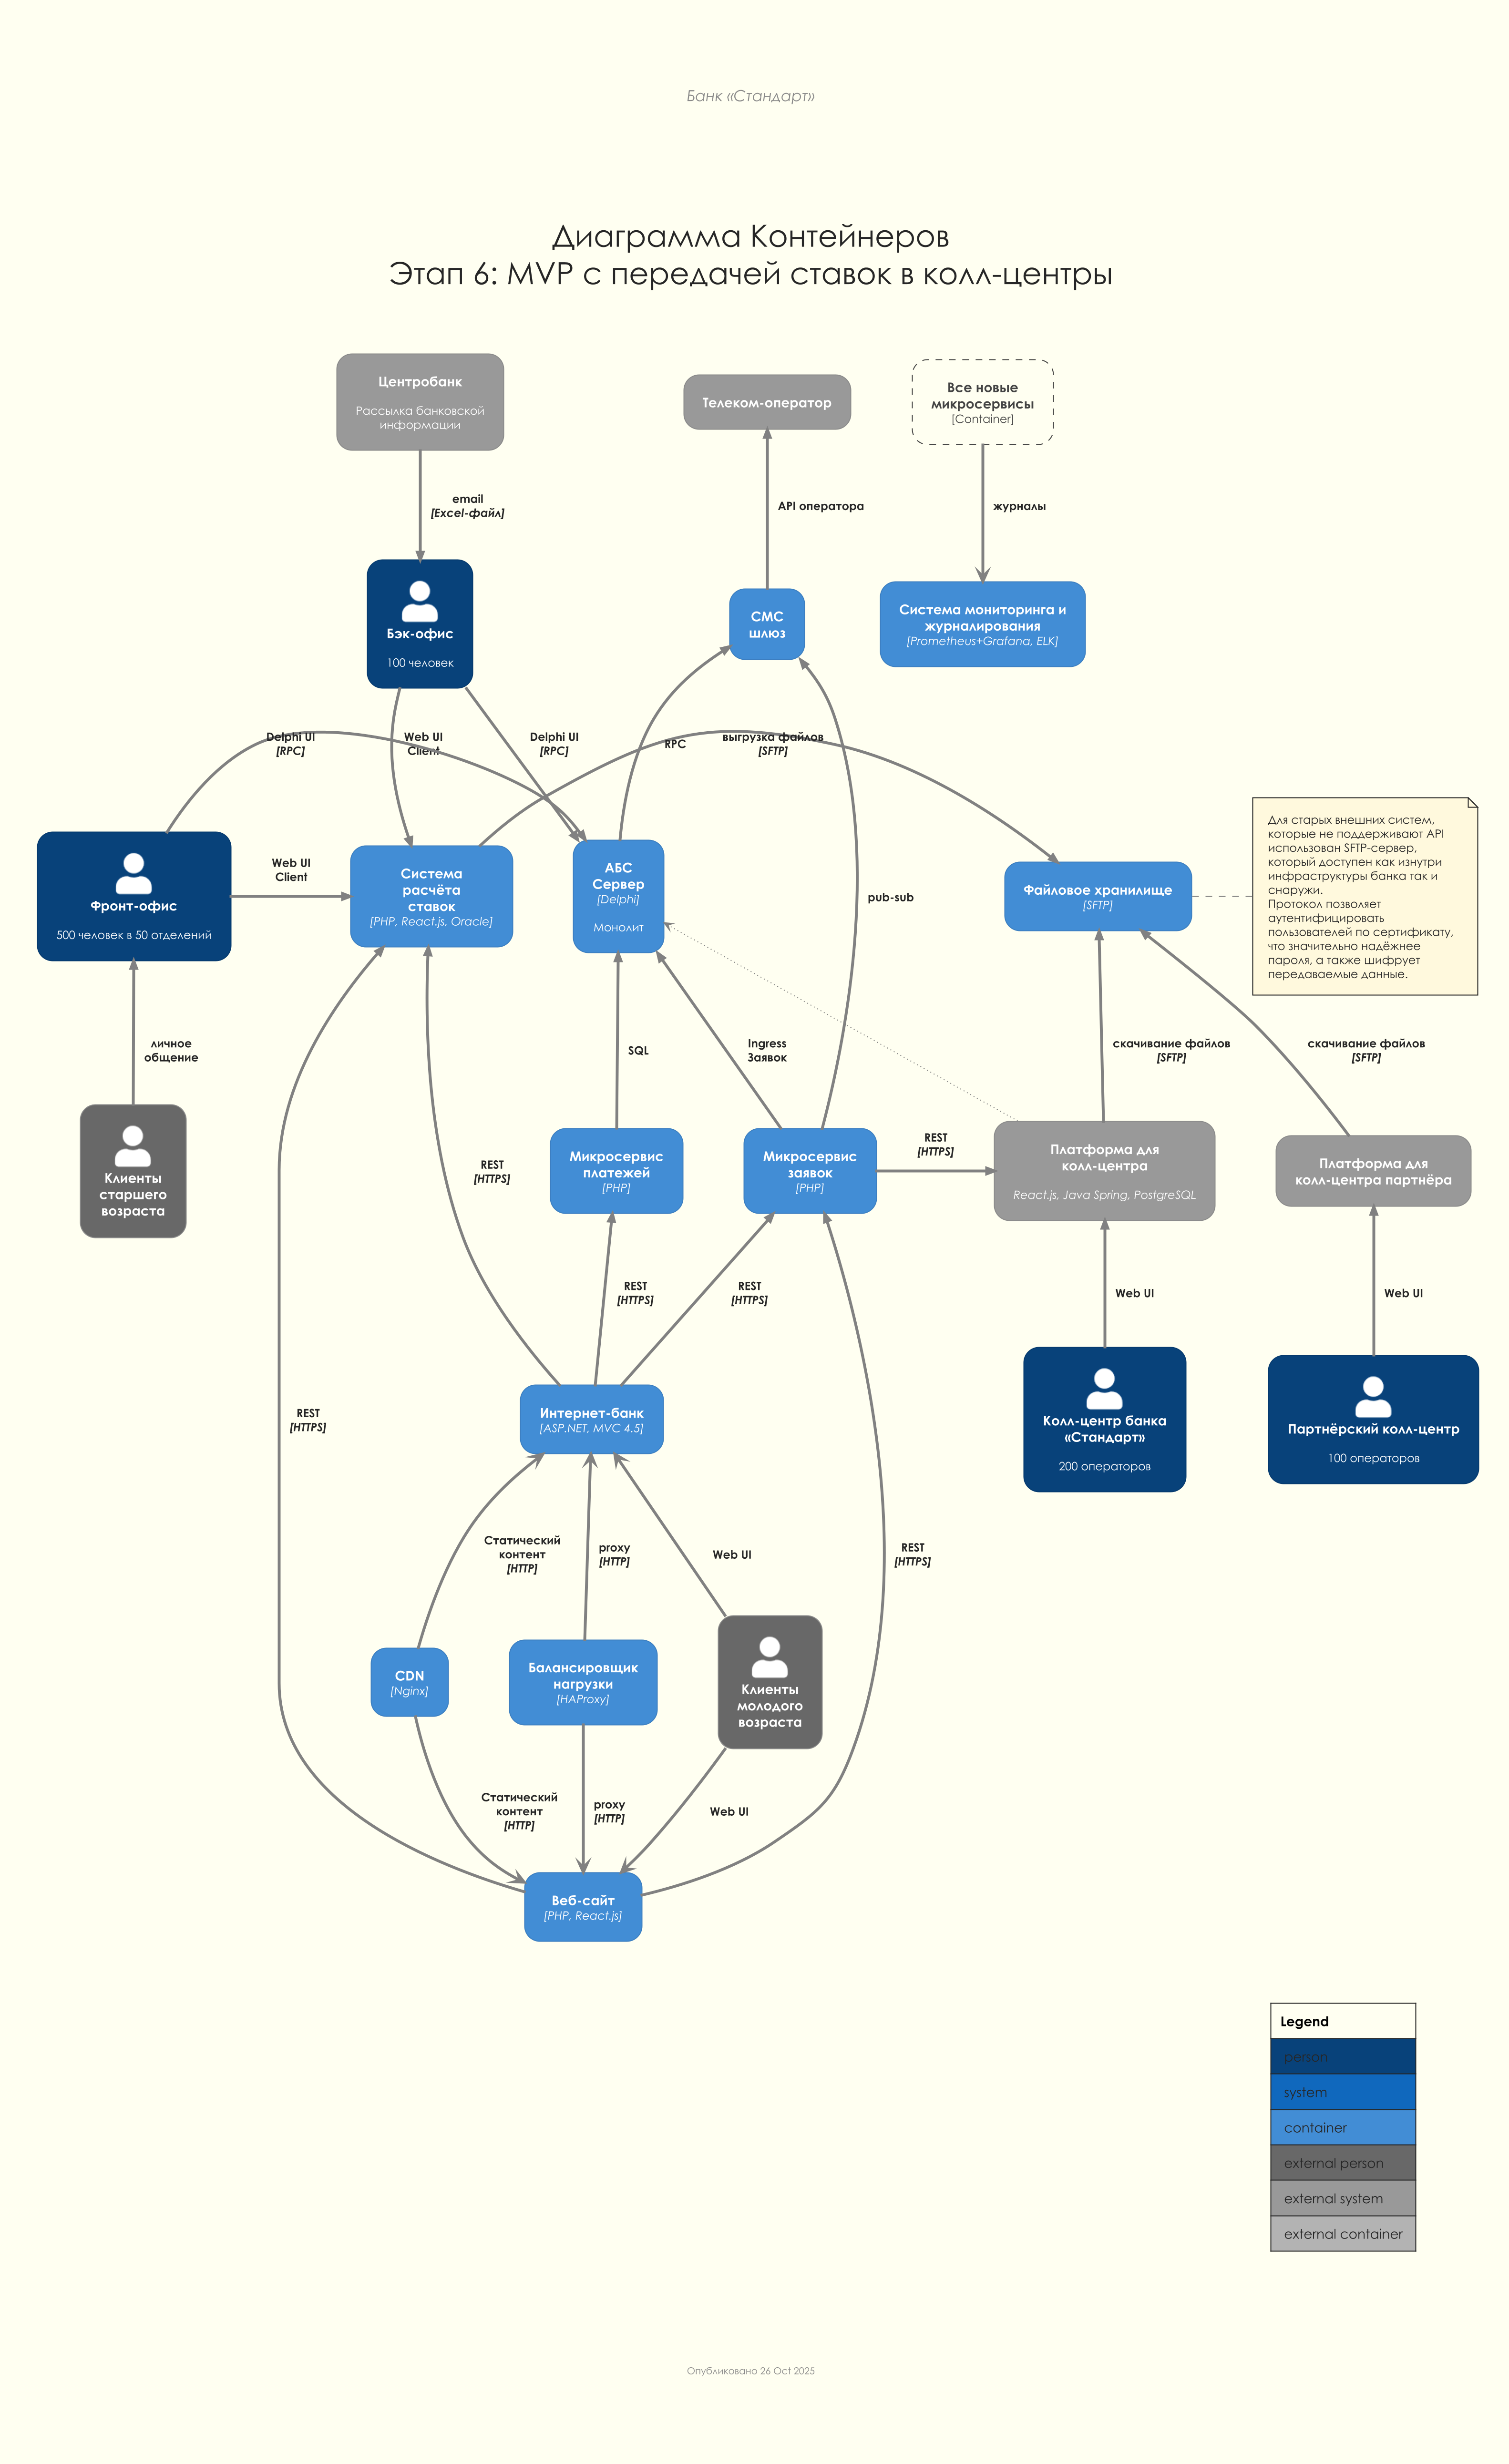 Банк «Стандарт»
Диаграмма Контейнеров
Этап 6: MVP с передачей ставок в колл-центры
Центробанк
Рассылка банковской
информации
Телеком-оператор
Все новые
микросервисы
[Container]
email
[Excel-файл]
API оператора
журналы
Бэк-офис
100 человек
СМС
шлюз
Система мониторинга и
журналирования
[Prometheus+Grafana, ELK]
Delphi UI
[RPC]
Web UI
Client
Delphi UI
[RPC]
RPC
выгрузка файлов
[SFTP]
Фронт-офис
500 человек в 50 отделений
Web UI
Client
Система
расчёта
ставок
[PHP, React.js, Oracle]
АБС
Сервер
[Delphi]
Монолит
pub-sub
Файловое хранилище
[SFTP]
Для старых внешних систем,
которые не поддерживают API
использован SFTP-сервер,
который доступен как изнутри
инфраструктуры банка так и
снаружи.
Протокол позволяет
аутентифицировать
пользователей по сертификату,
что значительно надёжнее
пароля, а также шифрует
передаваемые данные.
личное
общение
SQL
Ingress
Заявок
скачивание файлов
[SFTP]
скачивание файлов
[SFTP]
Клиенты
старшего
возраста
REST
[HTTPS]
Микросервис
платежей
[PHP]
Микросервис
заявок
[PHP]
REST
[HTTPS]
Платформа для
колл-центра
React.js, Java Spring, PostgreSQL
Платформа для
колл-центра партнёра
REST
[HTTPS]
REST
[HTTPS]
Web UI
Web UI
REST
[HTTPS]
Интернет-банк
[ASP.NET, MVC 4.5]
Колл-центр банка
«Стандарт»
200 операторов
Партнёрский колл-центр
100 операторов
Статический
контент
[HTTP]
proxy
[HTTP]
Web UI
REST
[HTTPS]
CDN
[Nginx]
Балансировщик
нагрузки
[HAProxy]
Клиенты
молодого
возраста
Статический
контент
[HTTP]
proxy
[HTTP]
Web UI
Веб-сайт
[PHP, React.js]
Legend
person
system
container
external person
external system
external container
Опубликовано 26 Oct 2025